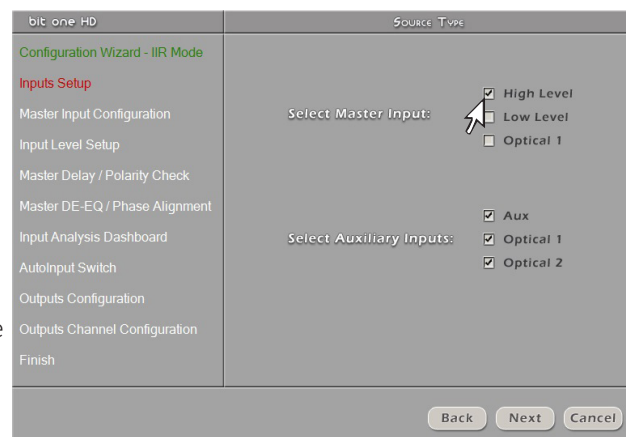 bit one HD
SOURCE TYPE
Configuration Wizard - IIR Mode
Inputs Setup
Master Input Configuration
Input Level Setup
Master Delay / Polarity Check
Master DE-EQ / Phase Alignment
Input Analysis Dashboard
AutoInput Switch
Outputs Configuration
Outputs Channel Configuration
Finish
Select Master Input:
High Level
Low Level
Optical 1
Select Auxiliary Inputs:
Aux
Optical 1
Optical 2
Back Next Cancel